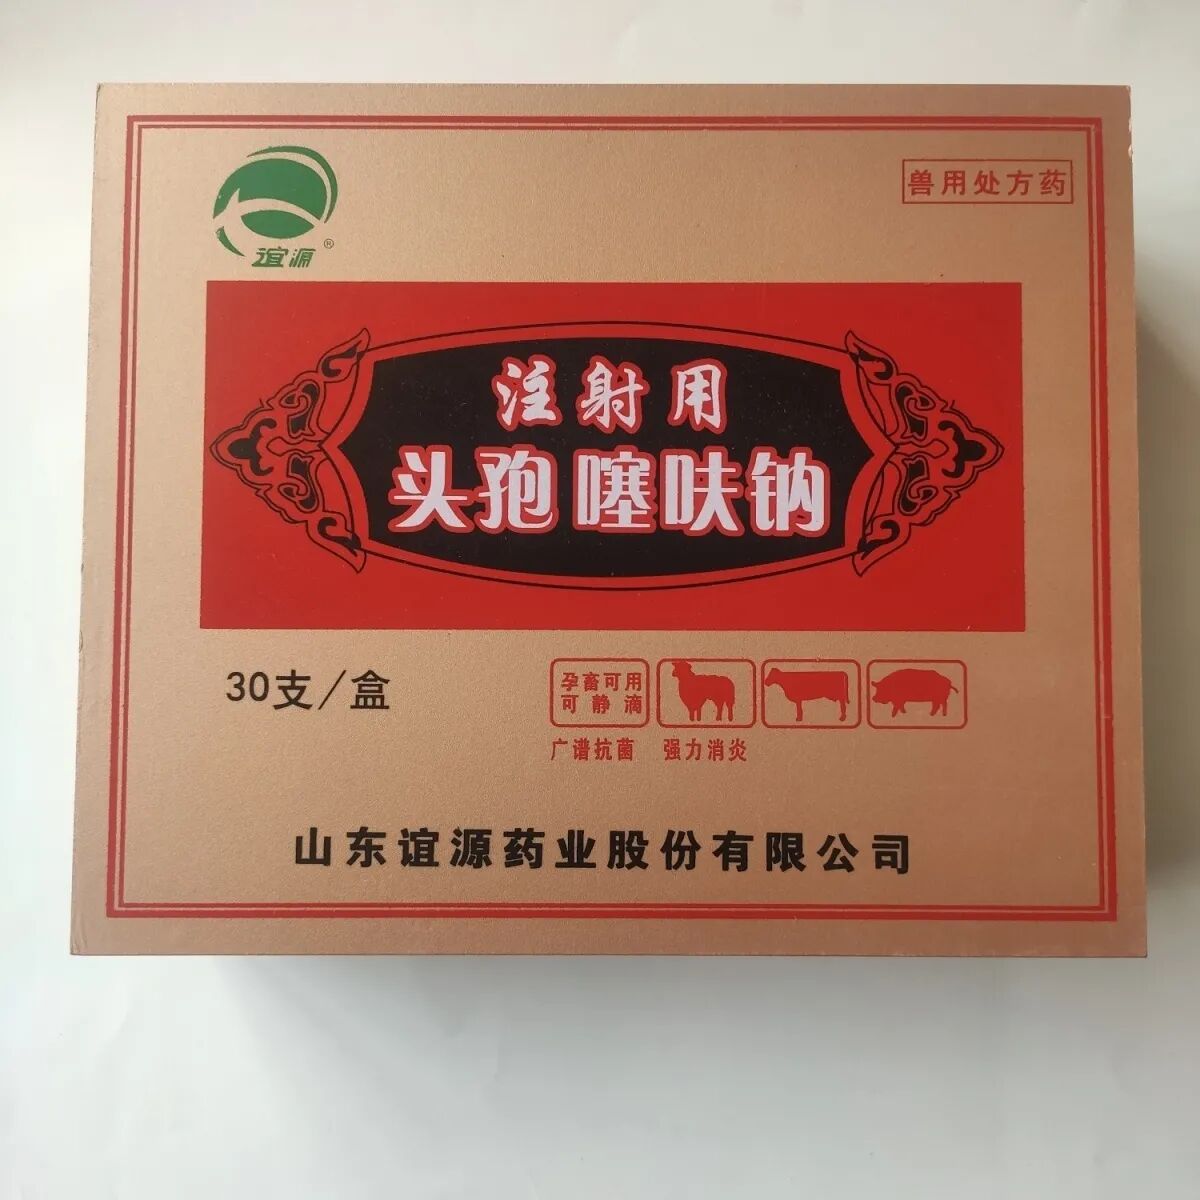 谊源®
兽用处方药
注射用
头孢噻呋钠
30支/盒
孕畜可用
可静滴
广谱抗菌 强力消炎
山东谊源药业股份有限公司